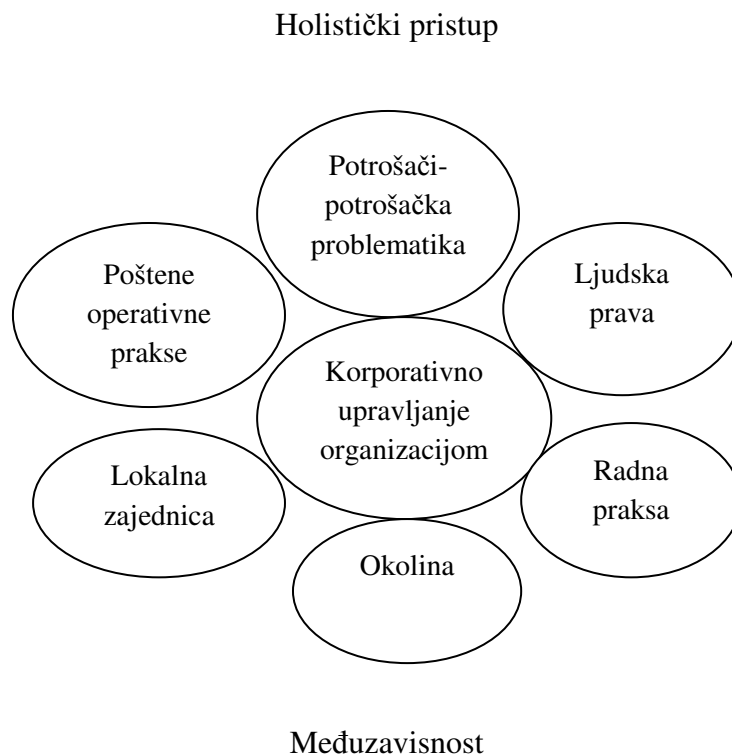 Holistički pristup
Potrošači-
potrošačka
problematika
Poštene
operativne
prakse
Ljudska
prava
Korporativno
upravljanje
organizacijom
Lokalna
zajednica
Radna
praksa
Okolina
Međuzavisnost